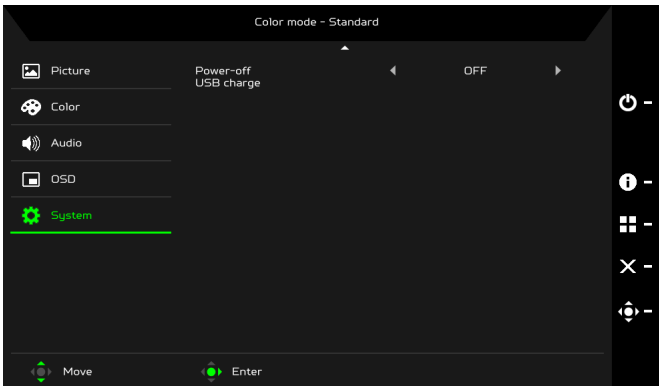 Color mode - Standard
Picture
Power-off
USB charge
OFF
Color
Audio
OSD
System
Move
Enter